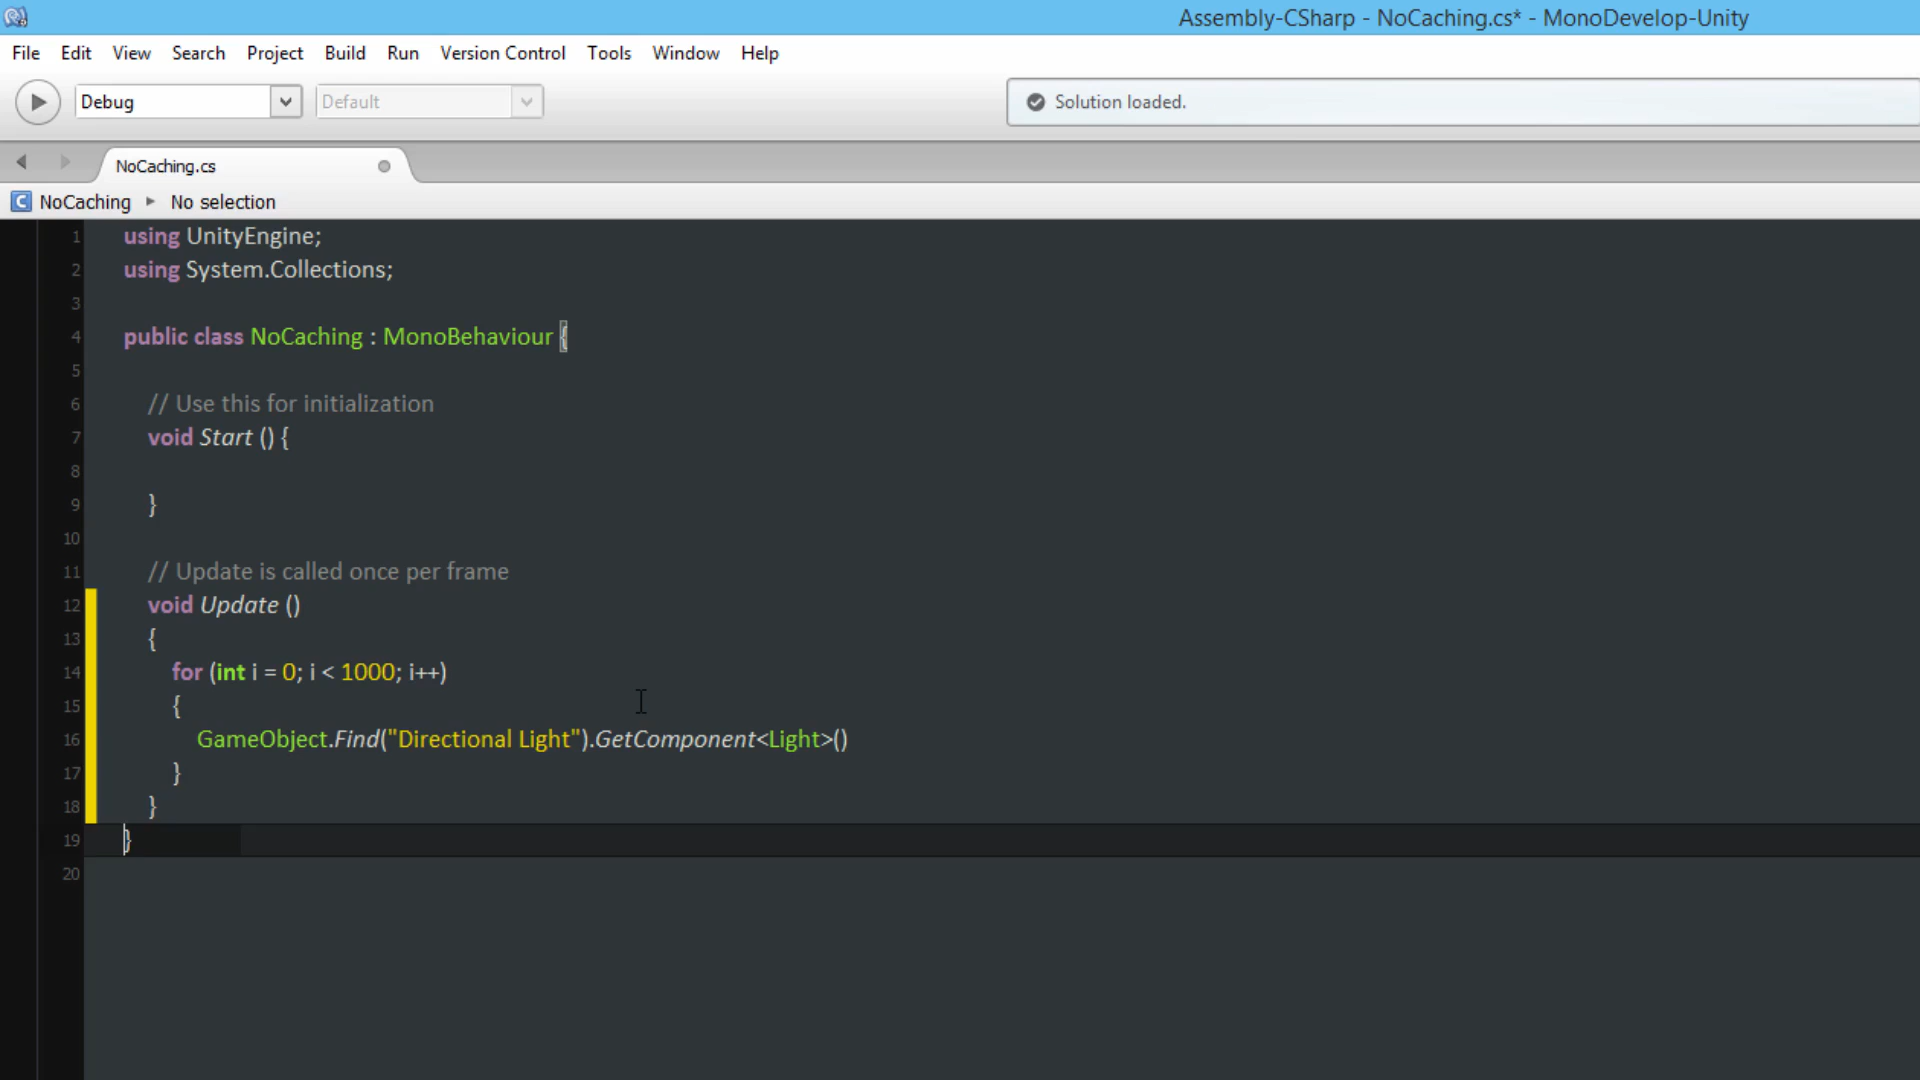 Assembly-CSharp - NoCaching.cs* - MonoDevelop-Unity
File Edit View Search Project Build Run Version Control Tools Window Help
Debug Default Solution loaded.
NoCaching.cs
C NoCaching No selection
1 using UnityEngine;
2 using System.Collections;
3
4 public class NoCaching : MonoBehaviour {
5
6 // Use this for initialization
7 void Start () {
8
9 }
10
11 // Update is called once per frame
12 void Update ()
13 {
14 for (int i = 0; i < 1000; i++)
15 {
16 GameObject.Find("Directional Light").GetComponent<Light>()
17 }
18 }
19 }
20